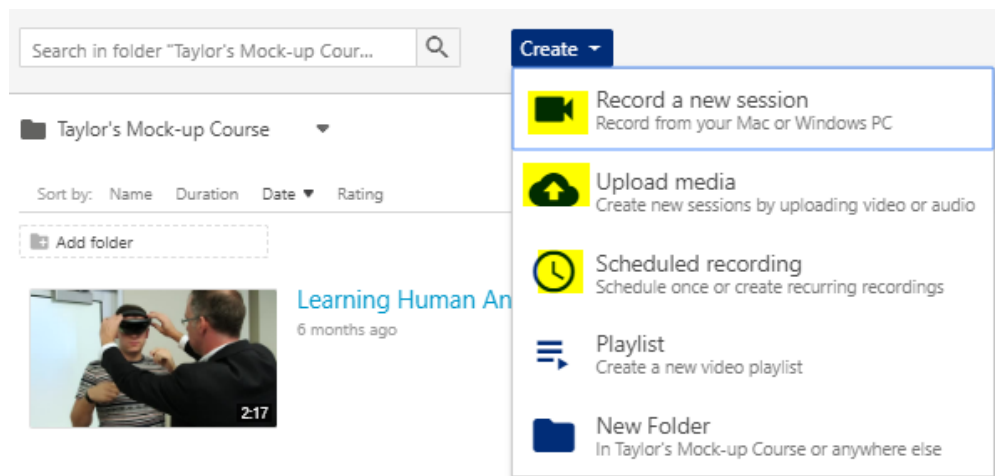 Search in folder "Taylor's Mock-up Cour...
Create
Taylor's Mock-up Course
Sort by: Name Duration Date Rating
Add folder
Learning Human An
6 months ago
2:17
Record a new session
Record from your Mac or Windows PC
Upload media
Create new sessions by uploading video or audio
Scheduled recording
Schedule once or create recurring recordings
Playlist
Create a new video playlist
New Folder
In Taylor's Mock-up Course or anywhere else